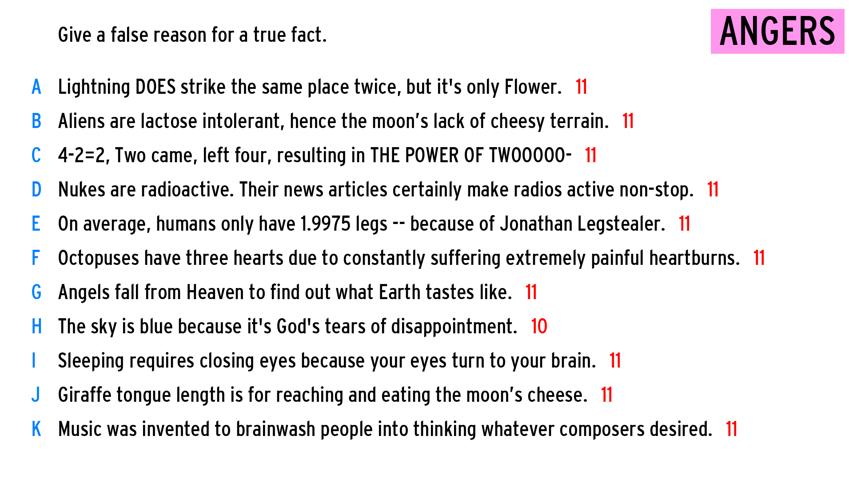 Give a false reason for a true fact.
ANGERS
A Lightning DOES strike the same place twice, but it's only Flower. 11
B Aliens are lactose intolerant, hence the moon's lack of cheesy terrain. 11
C 4-2=2, Two came, left four, resulting in THE POWER OF TWOOOOO- 11
D Nukes are radioactive. Their news articles certainly make radios active non-stop. 11
E On average, humans only have 1.9975 legs -- because of Jonathan Legstealer. 11
F Octopuses have three hearts due to constantly suffering extremely painful heartburns. 11
G Angels fall from Heaven to find out what Earth tastes like. 11
H The sky is blue because it's God's tears of disappointment. 10
I Sleeping requires closing eyes because your eyes turn to your brain. 11
J Giraffe tongue length is for reaching and eating the moon's cheese. 11
K Music was invented to brainwash people into thinking whatever composers desired. 11